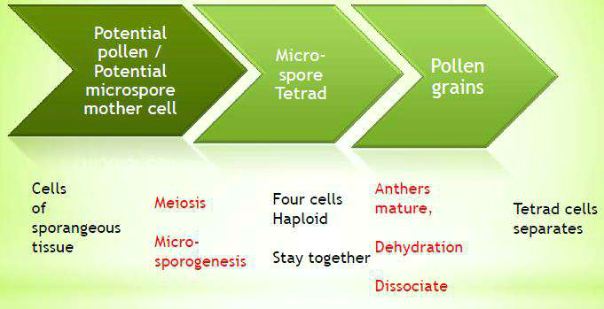 Potential
pollen /
Potential
microspore
mother cell
Micro-
spore
Tetrad
Pollen
grains
Cells
of
sporangeous
tissue
Meiosis
Micro-
sporogenesis
Four cells
Haploid
Stay together
Anthers
mature,
Dehydration
Dissociate
Tetrad cells
separates